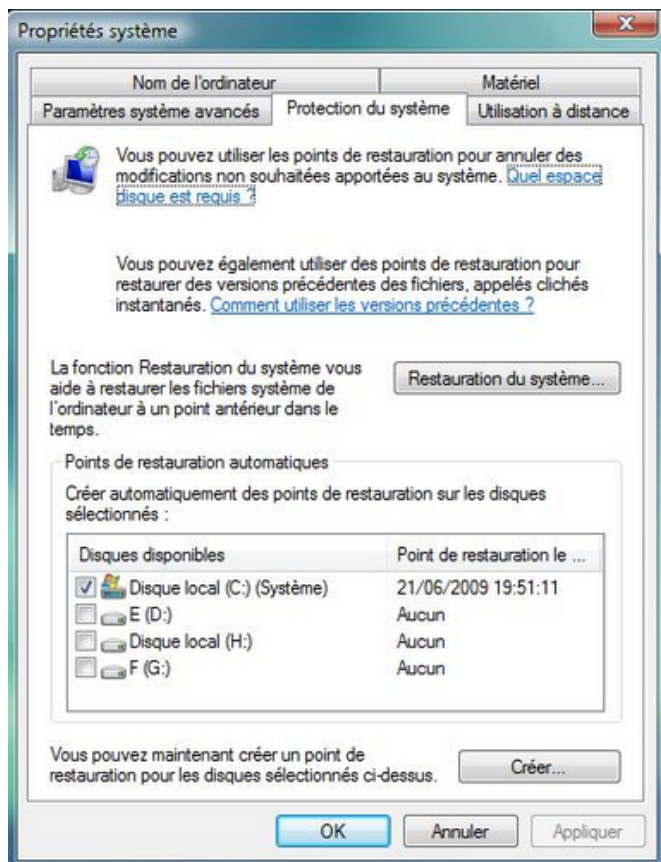 Propriétés système
Nom de l'ordinateur
Matériel
Paramètres système avancés
Protection du système
Utilisation à distance
Vous pouvez utiliser les points de restauration pour annuler des
modifications non souhaitées apportées au système. Quel espace
disque est requis ?
Vous pouvez également utiliser des points de restauration pour
restaurer des versions précédentes des fichiers, appelés clichés
instantanés. Comment utiliser les versions précédentes ?
La fonction Restauration du système vous
aide à restaurer les fichiers système de
l'ordinateur à un point antérieur dans le
temps.
Restauration du système...
Points de restauration automatiques
Créer automatiquement des points de restauration sur les disques
sélectionnés :
Disques disponibles
Point de restauration le ...
Disque local (C:) (Système)
21/06/2009 19:51:11
E (D:)
Aucun
Disque local (H:)
Aucun
F (G:)
Aucun
Vous pouvez maintenant créer un point de
restauration pour les disques sélectionnés ci-dessus.
Créer...
OK
Annuler
Appliquer